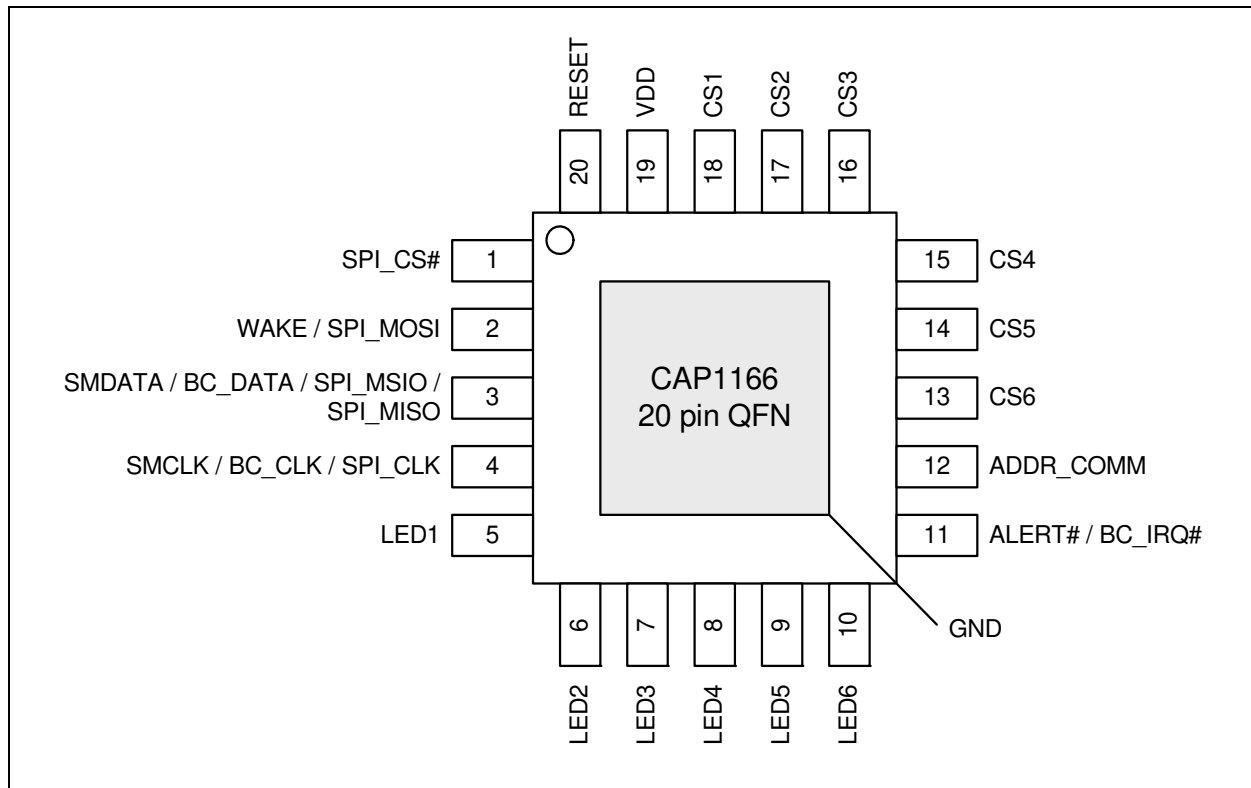 RESET
VDD
CS1
CS2
CS3
20
19
18
17
16
SPI_CS# 1
15 CS4
WAKE / SPI_MOSI 2
14 CS5
SMDATA / BC_DATA / SPI_MSIO /
SPI_MISO
3
13 CS6
CAP1166
20 pin QFN
SMCLK / BC_CLK / SPI_CLK 4
12 ADDR_COMM
LED1 5
11 ALERT# / BC_IRQ#
6
7
8
9
10
GND
LED2
LED3
LED4
LED5
LED6